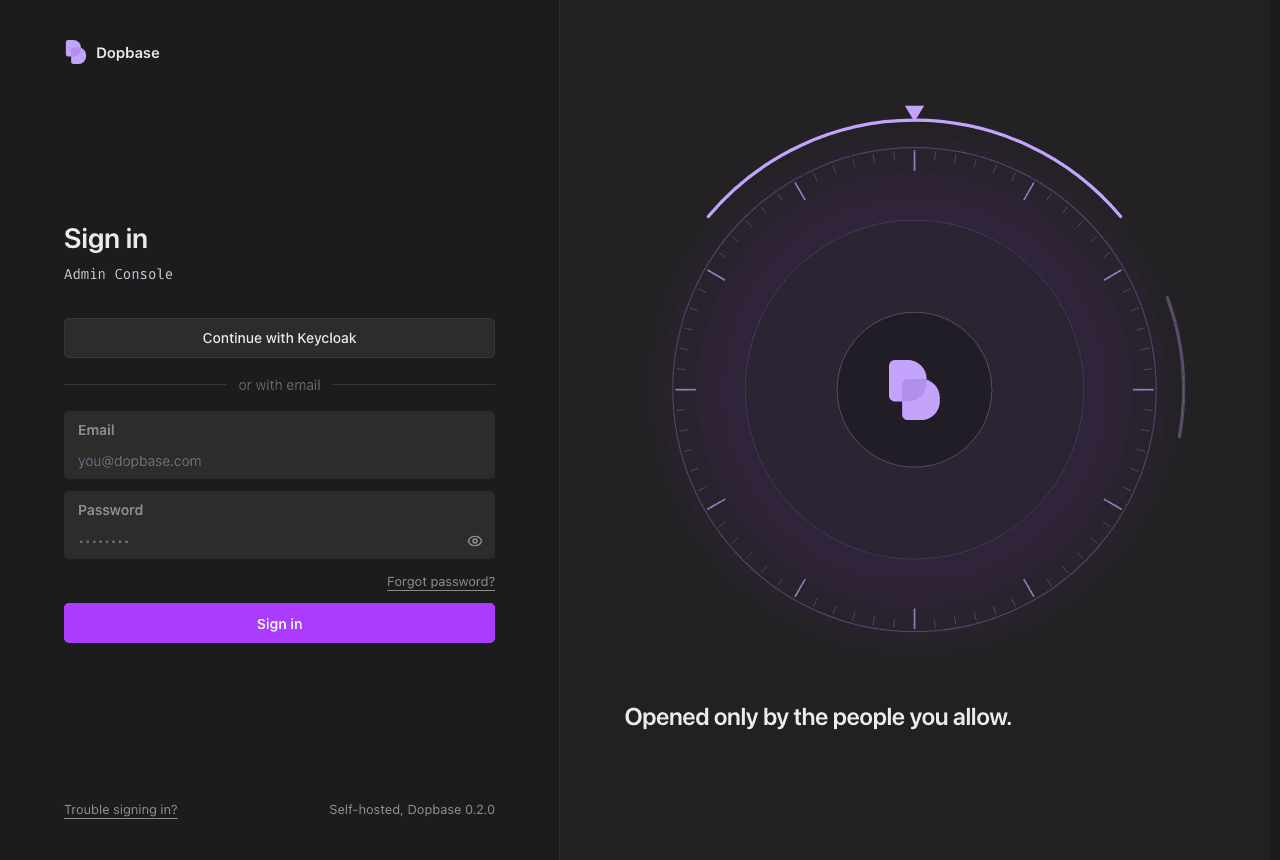 Dopbase
Sign in
Admin Console
Continue with Keycloak
or with email
Email
you@dopbase.com
Password
••••••••
Forgot password?
Sign in
Trouble signing in?
Self-hosted, Dopbase 0.2.0
Opened only by the people you allow.